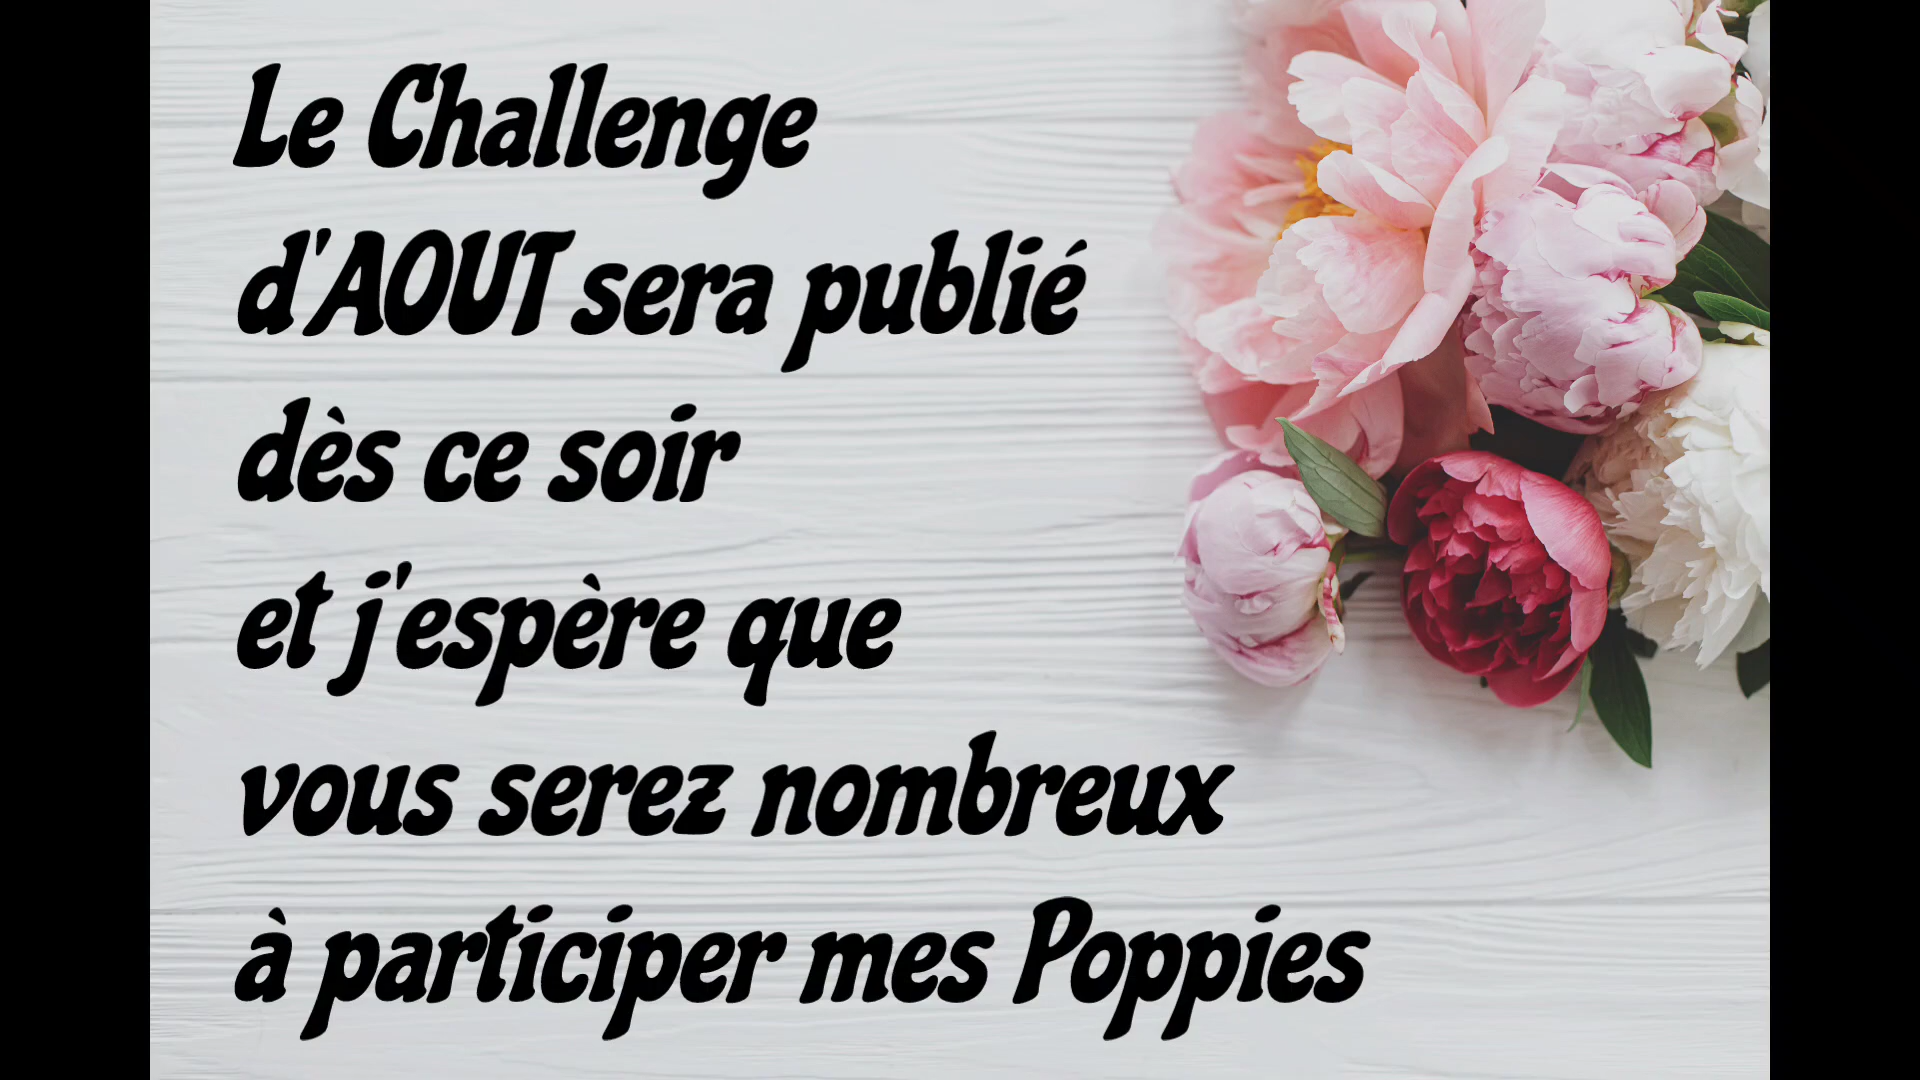 Le Challenge
d'AOUT sera publié
dès ce soir
et j'espère que
vous serez nombreux
à participer mes Poppies